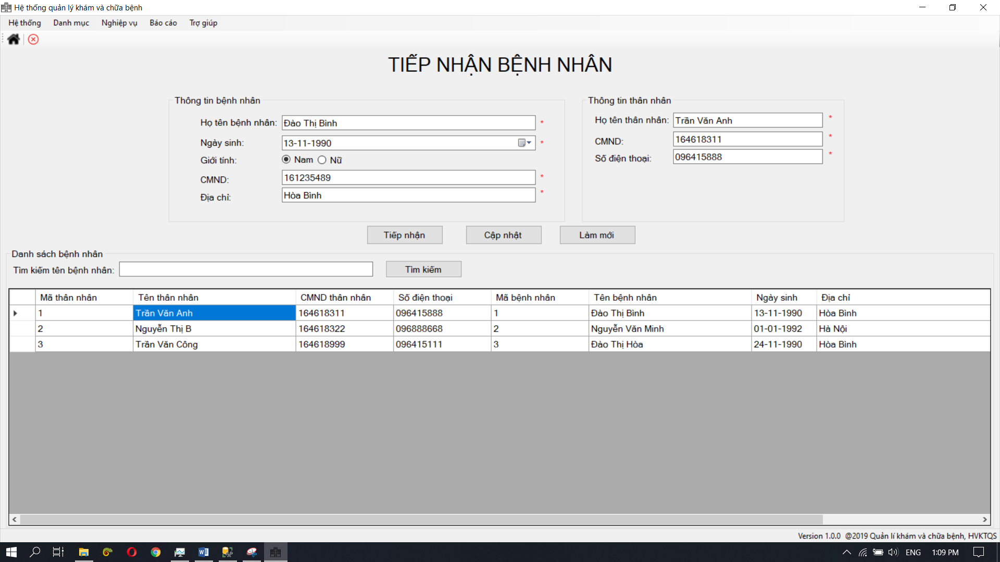 Hệ thống quản lý khám và chữa bệnh
Hệ thống Danh mục Nghiệp vụ Báo cáo Trợ giúp
TIẾP NHẬN BỆNH NHÂN
Thông tin bệnh nhân
Họ tên bệnh nhân: Đào Thị Bình *
Ngày sinh: 13-11-1990 *
Giới tính: Nam Nữ
CMND: 161235489 *
Địa chỉ: Hòa Bình *
Thông tin thân nhân
Họ tên thân nhân: Trần Văn Anh *
CMND: 164618311 *
Số điện thoại: 096415888 *
Tiếp nhận Cập nhật Làm mới
Danh sách bệnh nhân
Tìm kiếm tên bệnh nhân: Tìm kiếm
Mã thân nhân Tên thân nhân CMND thân nhân Số điện thoại Mã bệnh nhân Tên bệnh nhân Ngày sinh Địa chỉ
1 Trần Văn Anh 164618311 096415888 1 Đào Thị Bình 13-11-1990 Hòa Bình
2 Nguyễn Thị B 164618322 096888668 2 Nguyễn Văn Minh 01-01-1992 Hà Nội
3 Trần Văn Công 164618999 096415111 3 Đào Thị Hòa 24-11-1990 Hòa Bình
Version 1.0.0 @2019 Quản lí khám và chữa bệnh, HVKTQS
ENG 1:09 PM